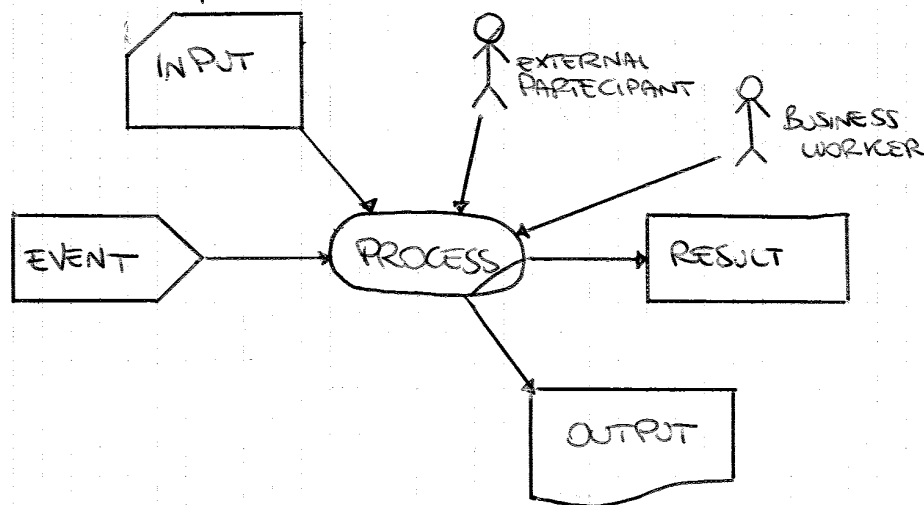 INPUT
EXTERNAL
PARTECIPANT
BUSINESS
WORKER
EVENT
PROCESS
RESULT
OUTPUT